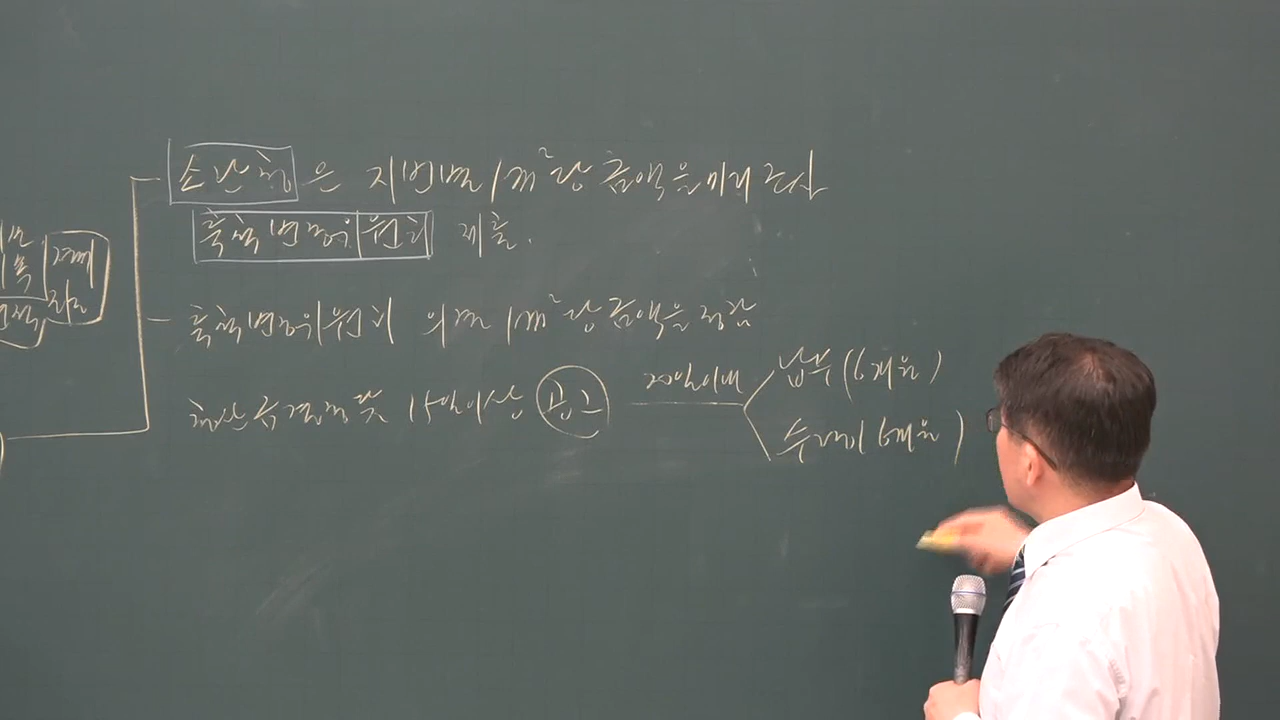 소관청 은 지번별 1m²당 금액을 미리 조사
축척변경위원회 제출.
축척변경위원회 의결 1m²당 금액을 정함
청산금 결정 및 15일이상 공고
20일이내
납부 (6개월)
수령 (6개월)